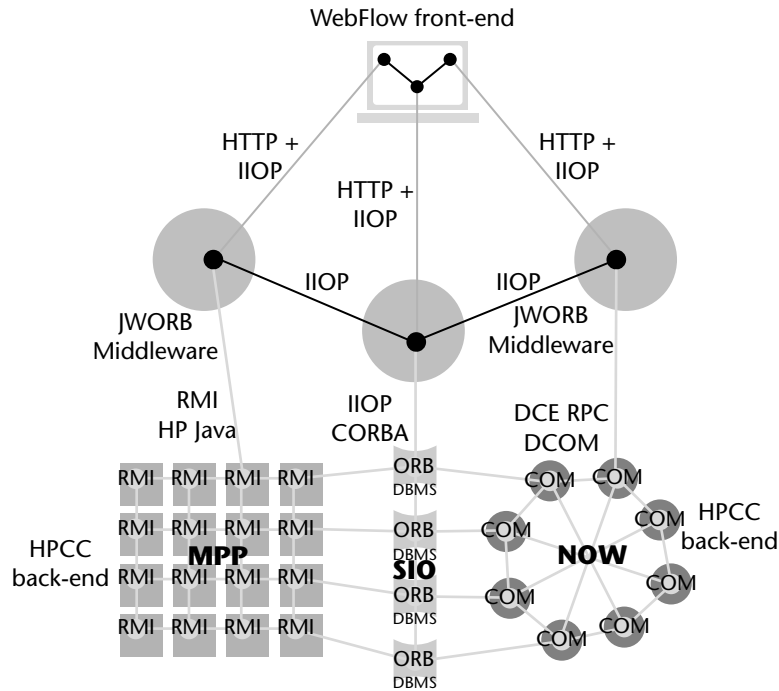 WebFlow front-end
HTTP +
IIOP
HTTP +
IIOP
HTTP +
IIOP
IIOP
IIOP
JWORB
Middleware
JWORB
Middleware
RMI
HP Java
IIOP
CORBA
DCE RPC
DCOM
RMI RMI RMI RMI
ORB
DBMS
COM COM
RMI RMI RMI RMI
ORB
DBMS
COM COM
HPCC
back-end
MPP
SIO
NOW
HPCC
back-end
RMI RMI RMI RMI
ORB
DBMS
COM COM
RMI RMI RMI RMI
ORB
DBMS
COM COM